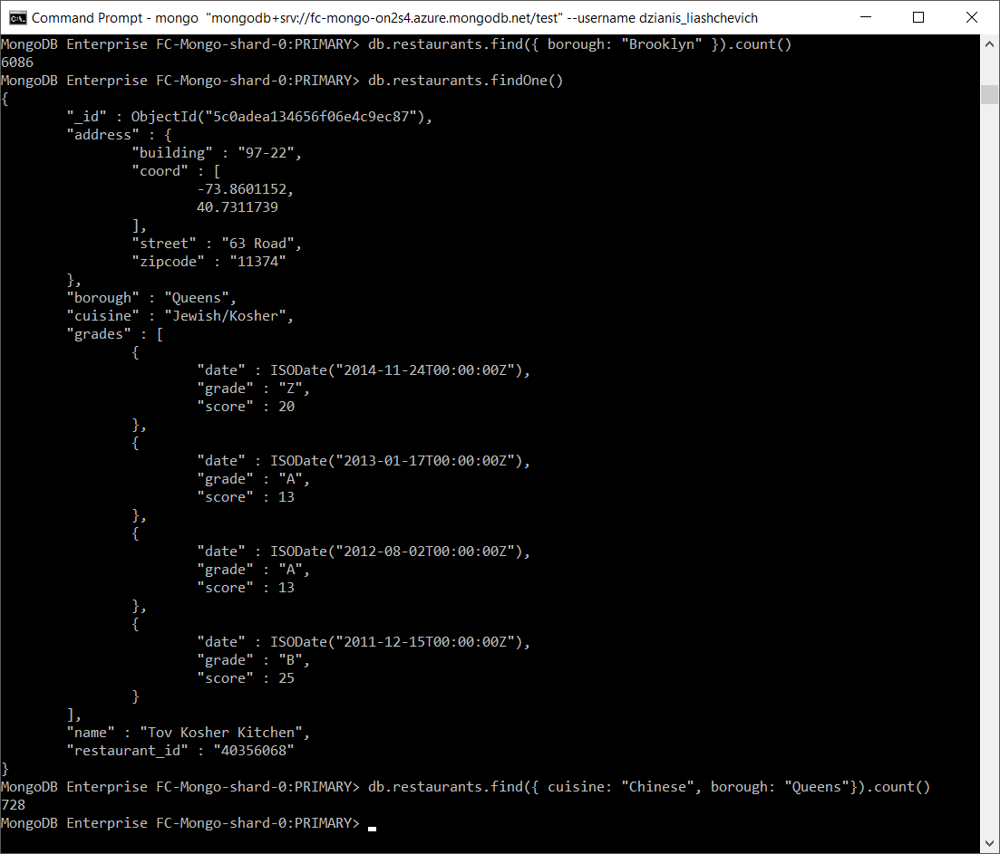 Command Prompt - mongo "mongodb+srv://fc-mongo-on2s4.azure.mongodb.net/test" --username dzianis_liashchevich
MongoDB Enterprise FC-Mongo-shard-0:PRIMARY> db.restaurants.find({ borough: "Brooklyn" }).count()
6086
MongoDB Enterprise FC-Mongo-shard-0:PRIMARY> db.restaurants.findOne()
{
        "_id" : ObjectId("5c0adea134656f06e4c9ec87"),
        "address" : {
                "building" : "97-22",
                "coord" : [
                        -73.8601152,
                        40.7311739
                ],
                "street" : "63 Road",
                "zipcode" : "11374"
        },
        "borough" : "Queens",
        "cuisine" : "Jewish/Kosher",
        "grades" : [
                {
                        "date" : ISODate("2014-11-24T00:00:00Z"),
                        "grade" : "Z",
                        "score" : 20
                },
                {
                        "date" : ISODate("2013-01-17T00:00:00Z"),
                        "grade" : "A",
                        "score" : 13
                },
                {
                        "date" : ISODate("2012-08-02T00:00:00Z"),
                        "grade" : "A",
                        "score" : 13
                },
                {
                        "date" : ISODate("2011-12-15T00:00:00Z"),
                        "grade" : "B",
                        "score" : 25
                }
        ],
        "name" : "Tov Kosher Kitchen",
        "restaurant_id" : "40356068"
}
MongoDB Enterprise FC-Mongo-shard-0:PRIMARY> db.restaurants.find({ cuisine: "Chinese", borough: "Queens"}).count()
728
MongoDB Enterprise FC-Mongo-shard-0:PRIMARY>